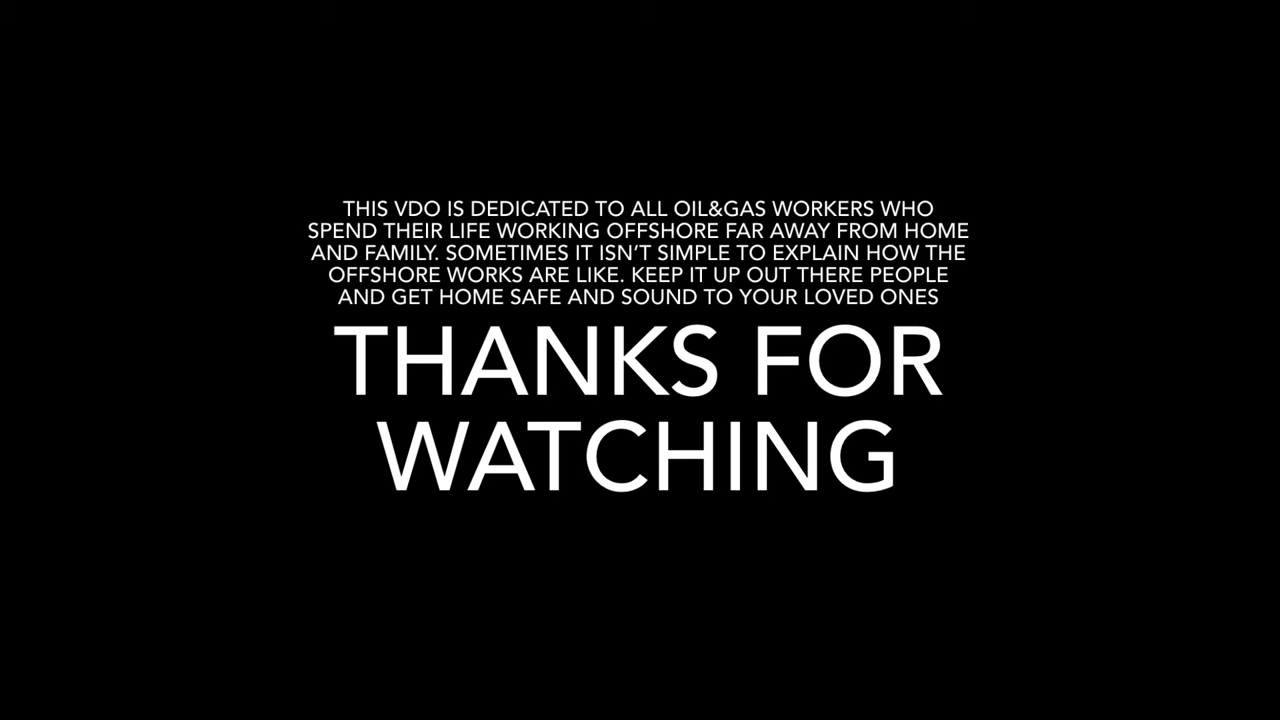 THIS VDO IS DEDICATED TO ALL OIL&GAS WORKERS WHO
SPEND THEIR LIFE WORKING OFFSHORE FAR AWAY FROM HOME
AND FAMILY. SOMETIMES IT ISN’T SIMPLE TO EXPLAIN HOW THE
OFFSHORE WORKS ARE LIKE. KEEP IT UP OUT THERE PEOPLE
AND GET HOME SAFE AND SOUND TO YOUR LOVED ONES
THANKS FOR
WATCHING